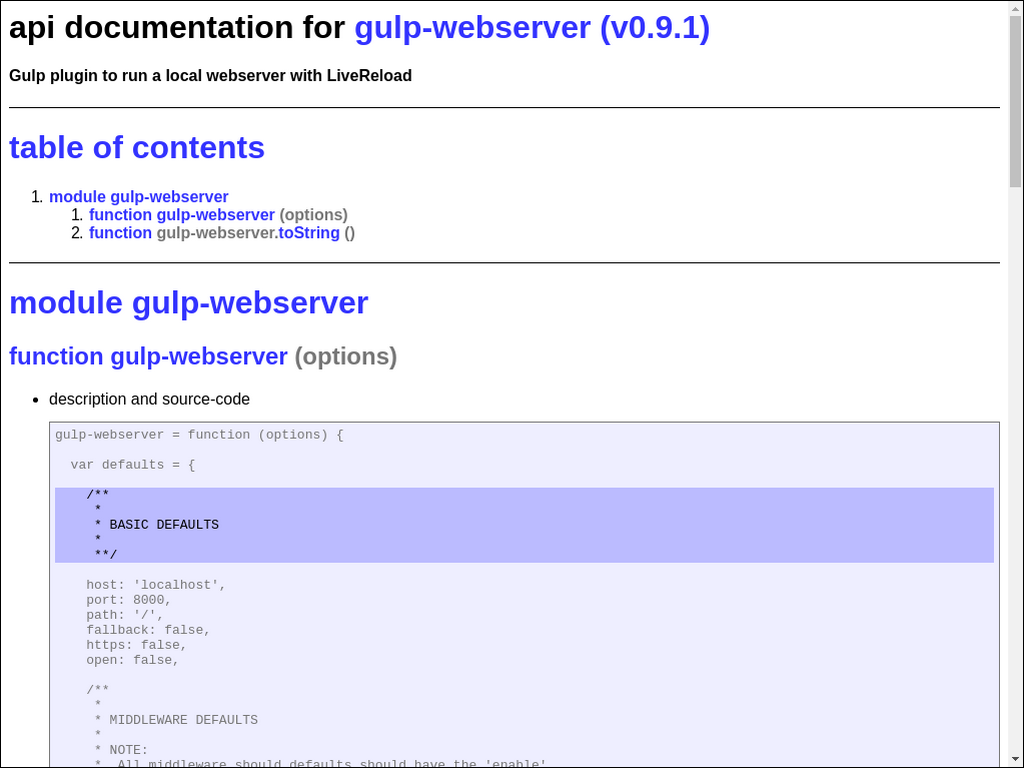 api documentation for gulp-webserver (v0.9.1)
Gulp plugin to run a local webserver with LiveReload
table of contents
1. module gulp-webserver
1. function gulp-webserver (options)
2. function gulp-webserver.toString ()
module gulp-webserver
function gulp-webserver (options)
• description and source-code
gulp-webserver = function (options) {
var defaults = {
/**
*
* BASIC DEFAULTS
*
**/
host: 'localhost',
port: 8000,
path: '/',
fallback: false,
https: false,
open: false,
/**
*
* MIDDLEWARE DEFAULTS
*
* NOTE:
* All middleware should defaults should have the 'enable'